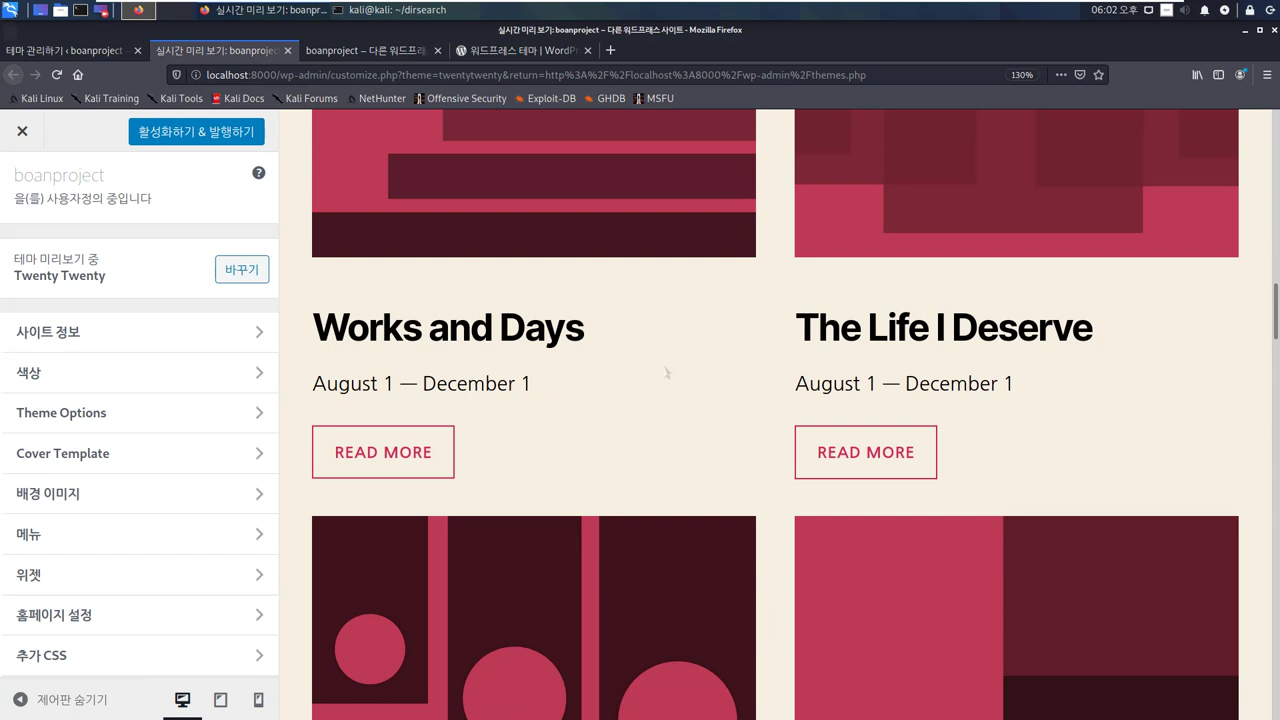 실시간 미리 보기: boanpr...
kali@kali: ~/dirsearch
06:02 오후
실시간 미리 보기: boanproject – 다른 워드프레스 사이트 - Mozilla Firefox
테마 관리하기 ‹ boanproject
실시간 미리 보기: boanproje
boanproject – 다른 워드프레
워드프레스 테마 | WordPr
localhost:8000/wp-admin/customize.php?theme=twentytwenty&return=http%3A%2F%2Flocalhost%3A8000%2Fwp-admin%2Fthemes.php
130%
Kali Linux
Kali Training
Kali Tools
Kali Docs
Kali Forums
NetHunter
Offensive Security
Exploit-DB
GHDB
MSFU
활성화하기 & 발행하기
boanproject
을(를) 사용자정의 중입니다
테마 미리보기 중
Twenty Twenty
바꾸기
사이트 정보
색상
Theme Options
Cover Template
배경 이미지
메뉴
위젯
홈페이지 설정
추가 CSS
제어판 숨기기
Works and Days
August 1 — December 1
READ MORE
The Life I Deserve
August 1 — December 1
READ MORE